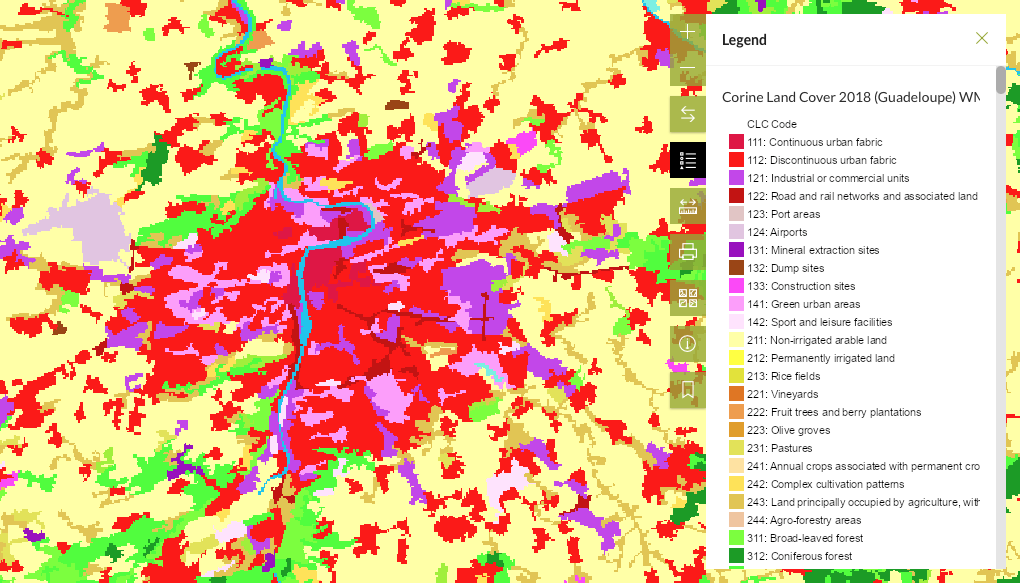 Legend
Corine Land Cover 2018 (Guadeloupe) WM
CLC Code
111: Continuous urban fabric
112: Discontinuous urban fabric
121: Industrial or commercial units
122: Road and rail networks and associated land
123: Port areas
124: Airports
131: Mineral extraction sites
132: Dump sites
133: Construction sites
141: Green urban areas
142: Sport and leisure facilities
211: Non-irrigated arable land
212: Permanently irrigated land
213: Rice fields
221: Vineyards
222: Fruit trees and berry plantations
223: Olive groves
231: Pastures
241: Annual crops associated with permanent cro
242: Complex cultivation patterns
243: Land principally occupied by agriculture, with
244: Agro-forestry areas
311: Broad-leaved forest
312: Coniferous forest